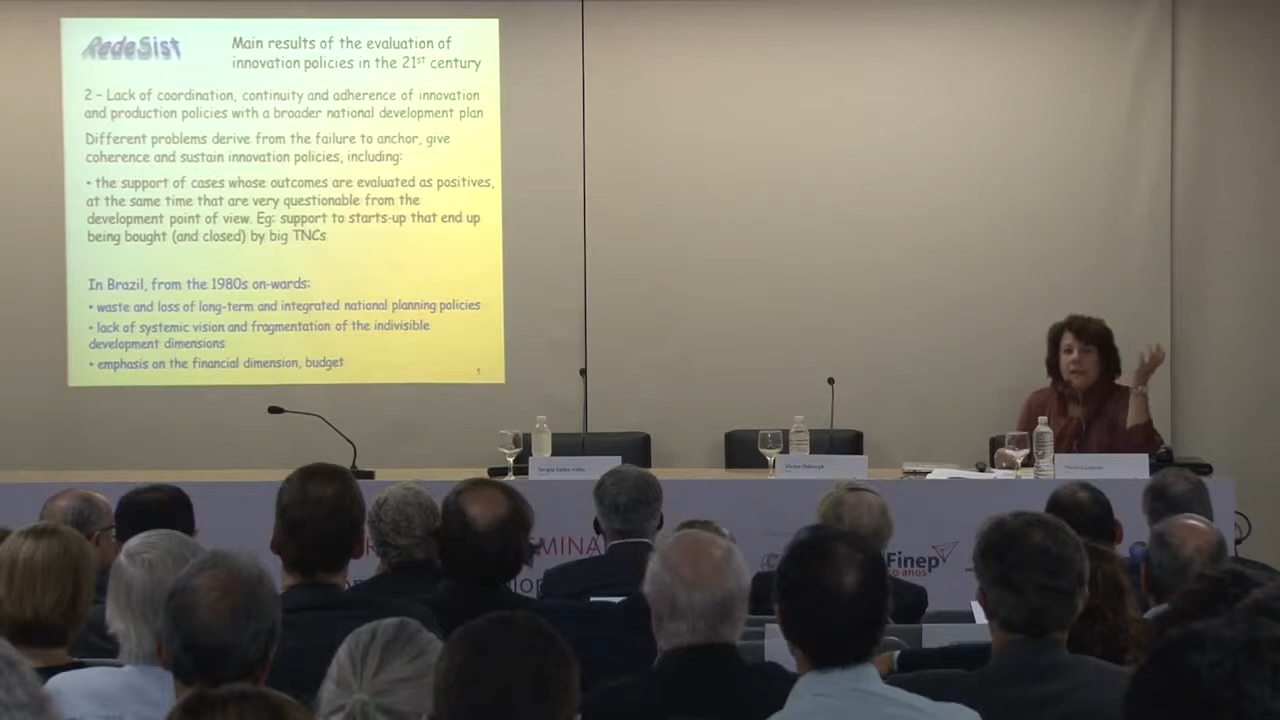 RedeSist
Main results of the evaluation of
innovation policies in the 21st century
2 – Lack of coordination, continuity and adherence of innovation
and production policies with a broader national development plan
Different problems derive from the failure to anchor, give
coherence and sustain innovation policies, including:
• the support of cases whose outcomes are evaluated as positives,
at the same time that are very questionable from the
development point of view. Eg: support to starts-up that end up
being bought (and closed) by big TNCs
In Brazil, from the 1980s on-wards:
• waste and loss of long-term and integrated national planning policies
• lack of systemic vision and fragmentation of the indivisible
development dimensions
• emphasis on the financial dimension, budget
Finep
anos